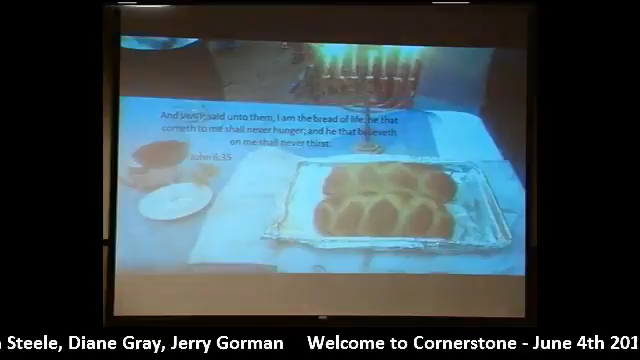 And said unto them, I am the bread of life: he that
cometh to me shall never hunger; and he that believeth
on me shall never thirst.
John 6:35
Steele, Diane Gray, Jerry Gorman Welcome to Cornerstone - June 4th 201